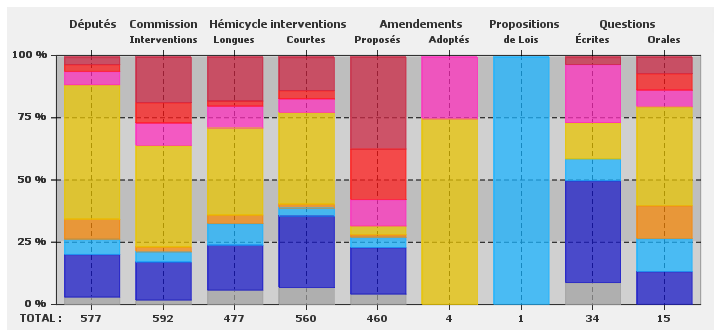 Députés Commission Hémicycle interventions Amendements Propositions Questions
Interventions Longues Courtes Proposés Adoptés de Lois Écrites Orales
100 %
75 %
50 %
25 %
0 %
TOTAL : 577 592 477 560 460 4 1 34 15